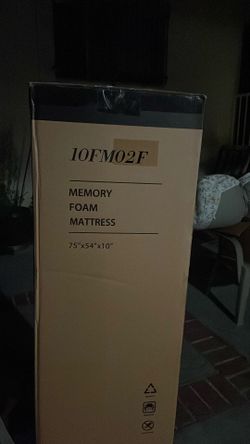 10FM02F
MEMORY
FOAM
MATTRESS
75"x54"x10"